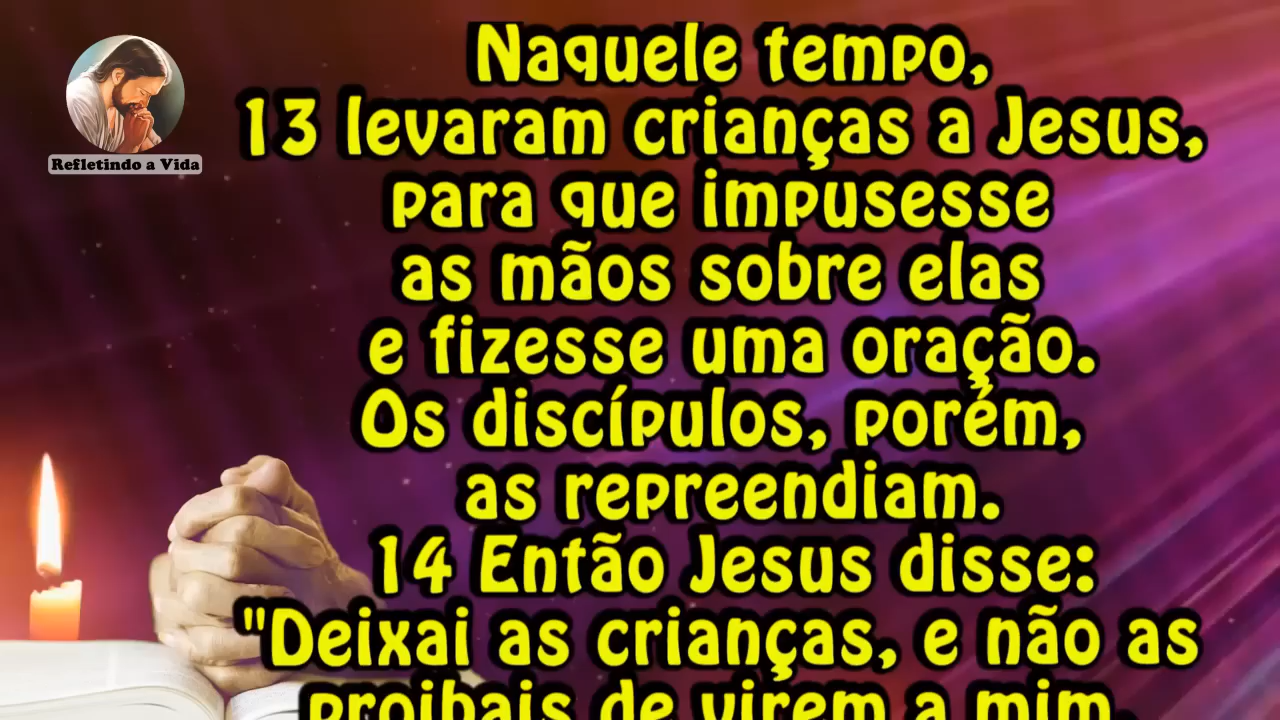 Refletindo a Vida
Naquele tempo,
13 levaram crianças a Jesus,
para que impusesse
as mãos sobre elas
e fizesse uma oração.
Os discípulos, porém,
as repreendiam.
14 Então Jesus disse:
"Deixai as crianças, e não as
proibais de virem a mim,